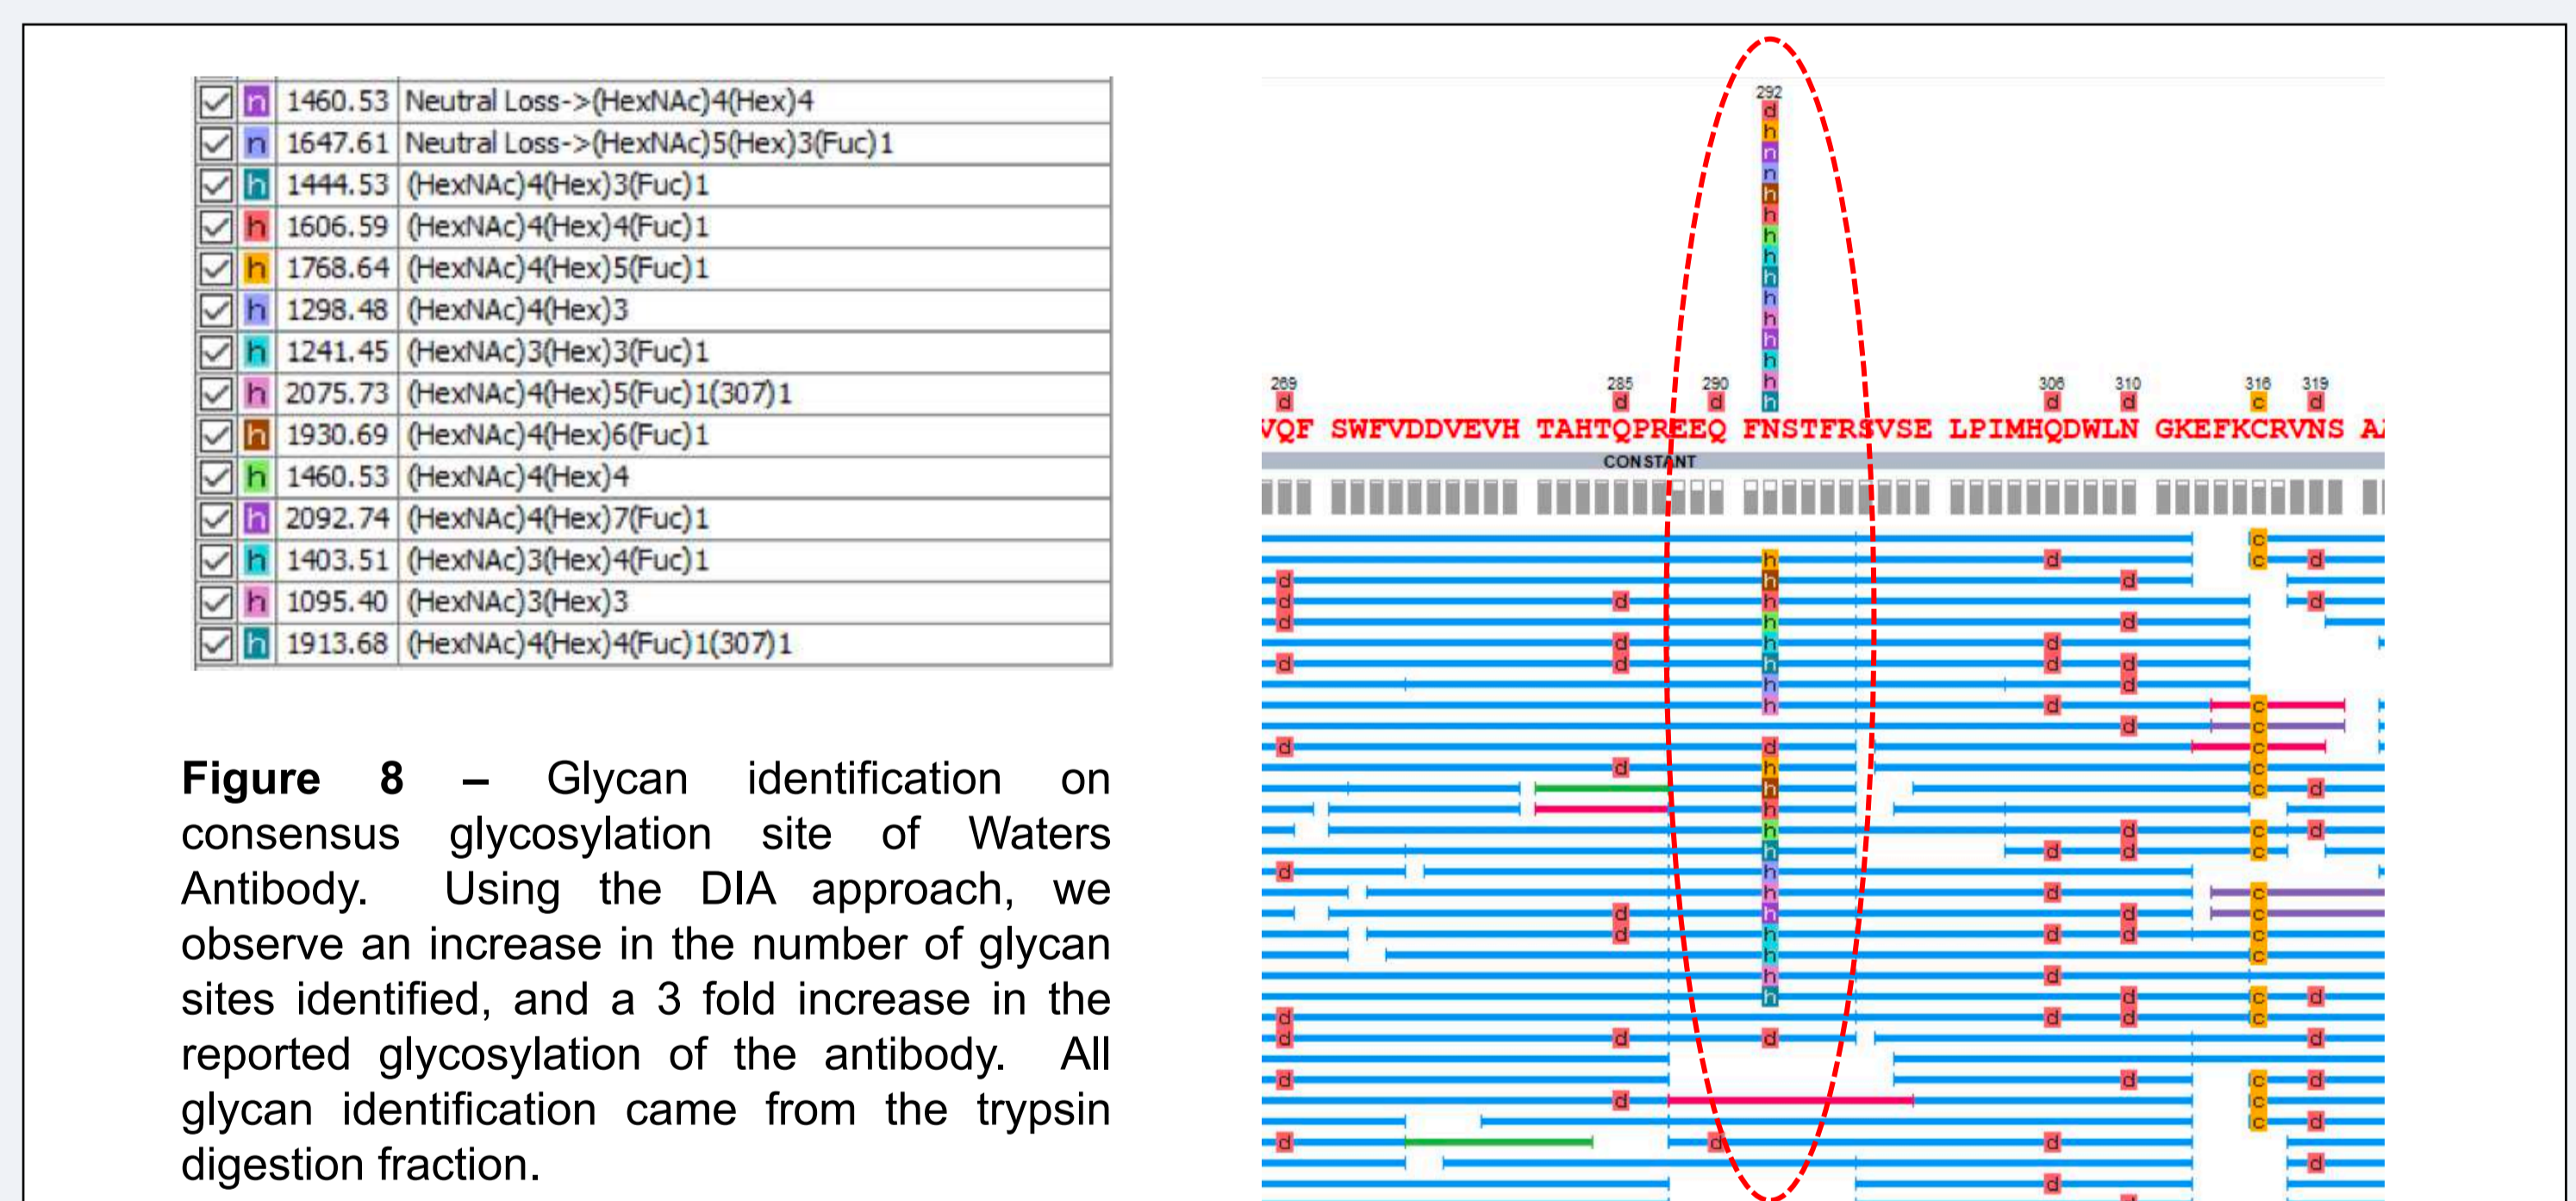 n 1460.53 Neutral Loss->(HexNAc)4(Hex)4
n 1647.61 Neutral Loss->(HexNAc)5(Hex)3(Fuc)1
h 1444.53 (HexNAc)4(Hex)3(Fuc)1
h 1606.59 (HexNAc)4(Hex)4(Fuc)1
h 1768.64 (HexNAc)4(Hex)5(Fuc)1
h 1298.48 (HexNAc)4(Hex)3
h 1241.45 (HexNAc)3(Hex)3(Fuc)1
h 2075.73 (HexNAc)4(Hex)5(Fuc)1(307)1
h 1930.69 (HexNAc)4(Hex)6(Fuc)1
h 1460.53 (HexNAc)4(Hex)4
h 2092.74 (HexNAc)4(Hex)7(Fuc)1
h 1403.51 (HexNAc)3(Hex)4(Fuc)1
h 1095.40 (HexNAc)3(Hex)3
h 1913.68 (HexNAc)4(Hex)4(Fuc)1(307)1
Figure 8 – Glycan identification on
consensus glycosylation site of Waters
Antibody. Using the DIA approach, we
observe an increase in the number of glycan
sites identified, and a 3 fold increase in the
reported glycosylation of the antibody. All
glycan identification came from the trypsin
digestion fraction.
292
d
h
n
n
h
h
h
h
h
h
h
h
h
h
h
269 285 290 306 310 316 319
d d d d d c d
VQF SWFVDDVEVH TAHTQPREEQ FNSTFRSVSE LPIMHQDWLN GKEFKCRVNS
CONSTANT
c
h d c d
d h d
d d h d
d h d
d h d
d d h d d
h d
h d c
d c
d d c
d h c
h c d
h
h d c d
h d d c
d h
h d c
d h d c
d h d d c
h c
h d
h d c d
d d d c
d d d d
d d c d
d c
c d
d d d
d
d